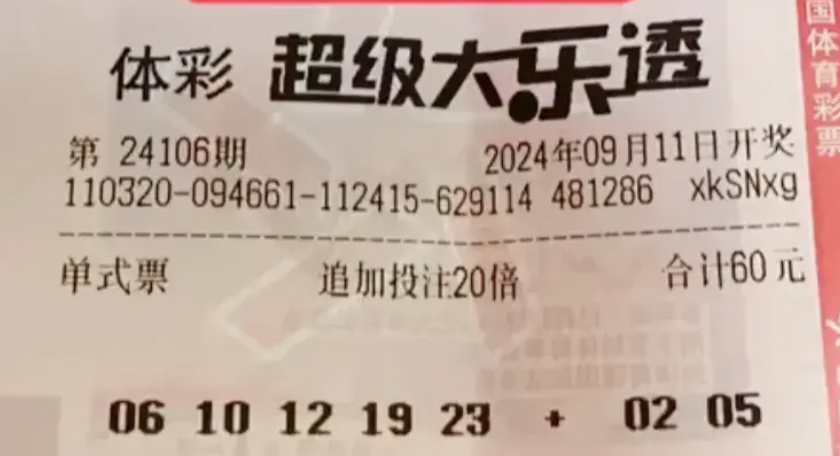 体彩 超级大乐透
第 24106期 2024年09月11日开奖
110320-094661-112415-629114 481286 xkSNxg
单式票 追加投注20倍 合计60元
06 10 12 19 23 + 02 05
国体育彩票